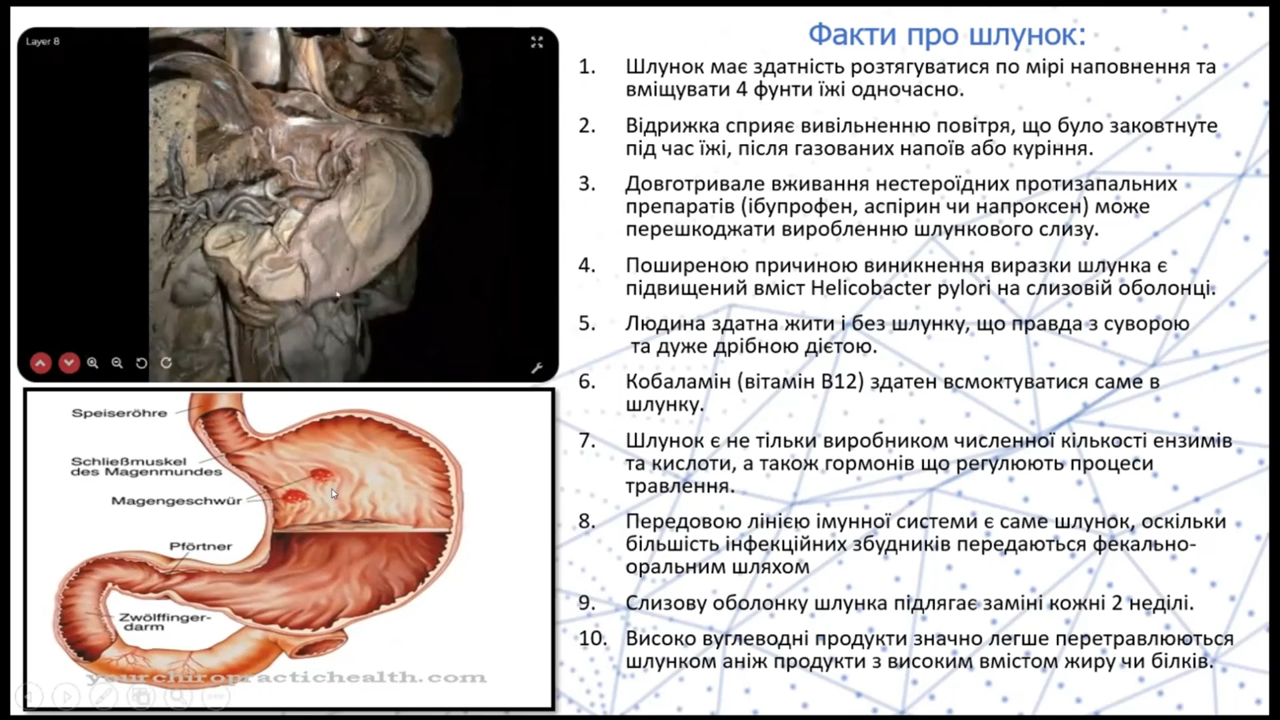 Layer 8
Speiseröhre
Schließmuskel
des Magenmundes
Magengeschwür
Pförtner
Zwölffinger-
darm
yourchiropractichealth.com
Факти про шлунок:
1. Шлунок має здатність розтягуватися по мірі наповнення та
вміщувати 4 фунти їжі одночасно.
2. Відрижка сприяє вивільненню повітря, що було заковтнуте
під час їжі, після газованих напоїв або куріння.
3. Довготривале вживання нестероїдних протизапальних
препаратів (ібупрофен, аспірин чи напроксен) може
перешкоджати виробленню шлункового слизу.
4. Поширеною причиною виникнення виразки шлунка є
підвищений вміст Helicobacter pylori на слизовій оболонці.
5. Людина здатна жити і без шлунку, що правда з суворою
та дуже дрібною дієтою.
6. Кобаламін (вітамін B12) здатен всмоктуватися саме в
шлунку.
7. Шлунок є не тільки виробником численної кількості ензимів
та кислоти, а також гормонів що регулюють процеси
травлення.
8. Передовою лінією імунної системи є саме шлунок, оскільки
більшість інфекційних збудників передаються фекально-
оральним шляхом
9. Слизову оболонку шлунка підлягає заміні кожні 2 неділі.
10. Високо вуглеводні продукти значно легше перетравлюються
шлунком аніж продукти з високим вмістом жиру чи білків.